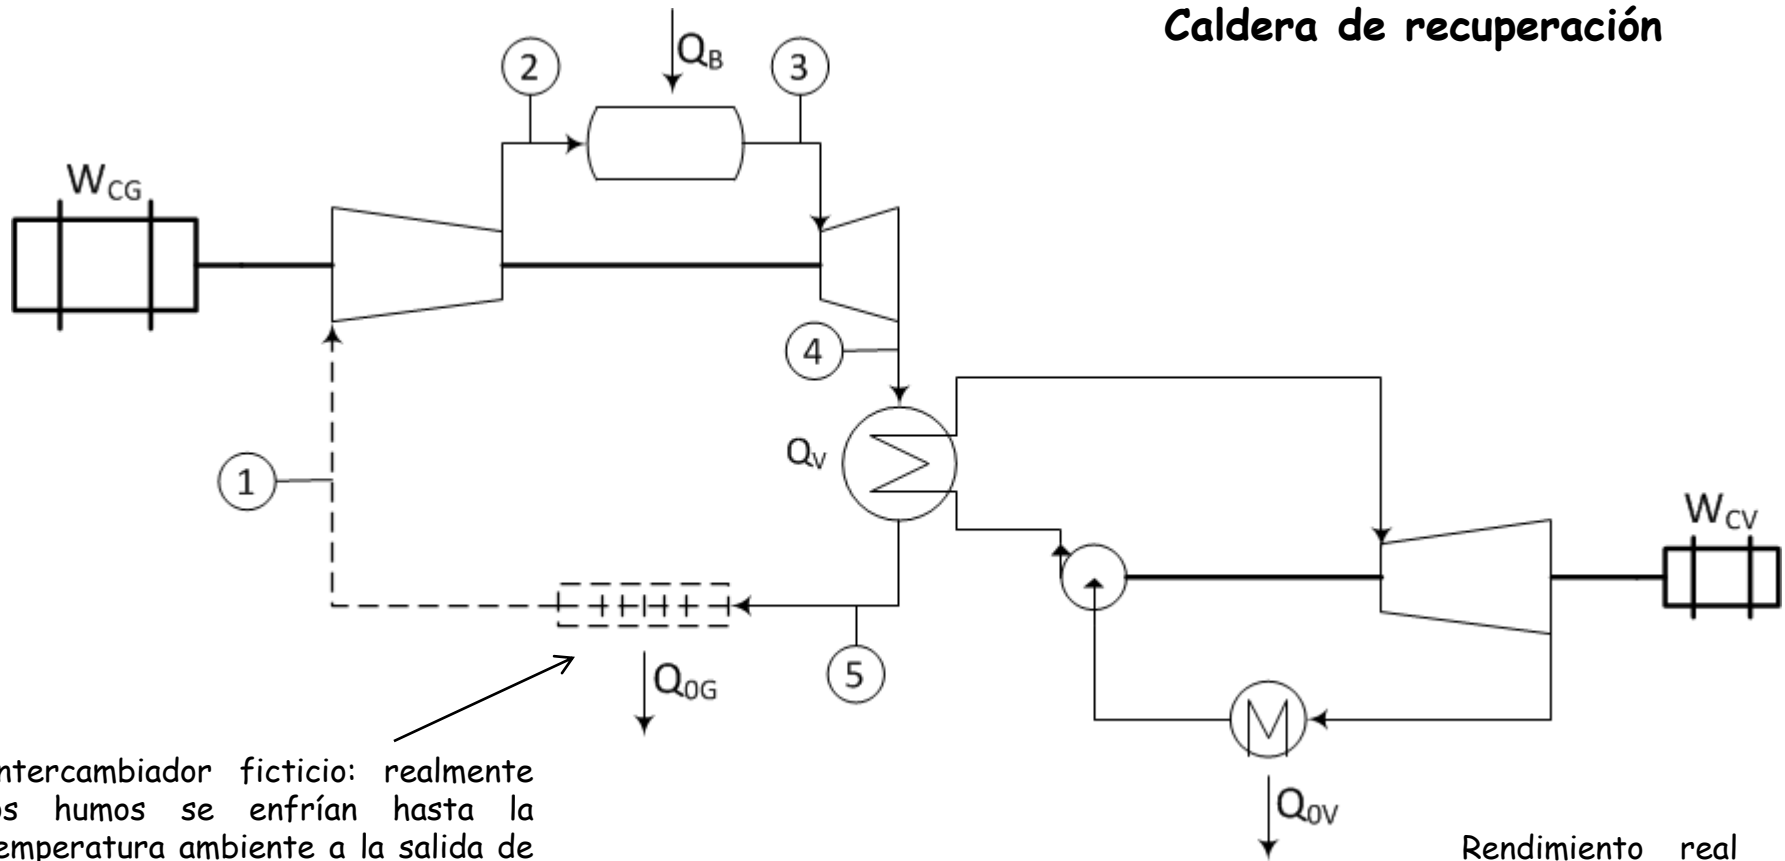 Caldera de recuperación
2
Q_B
3
W_CG
4
Q_V
1
W_CV
5
Q_0G
ntercambiador ficticio: realmente
os humos se enfrían hasta la
emperatura ambiente a la salida de
Q_0V
Rendimiento real